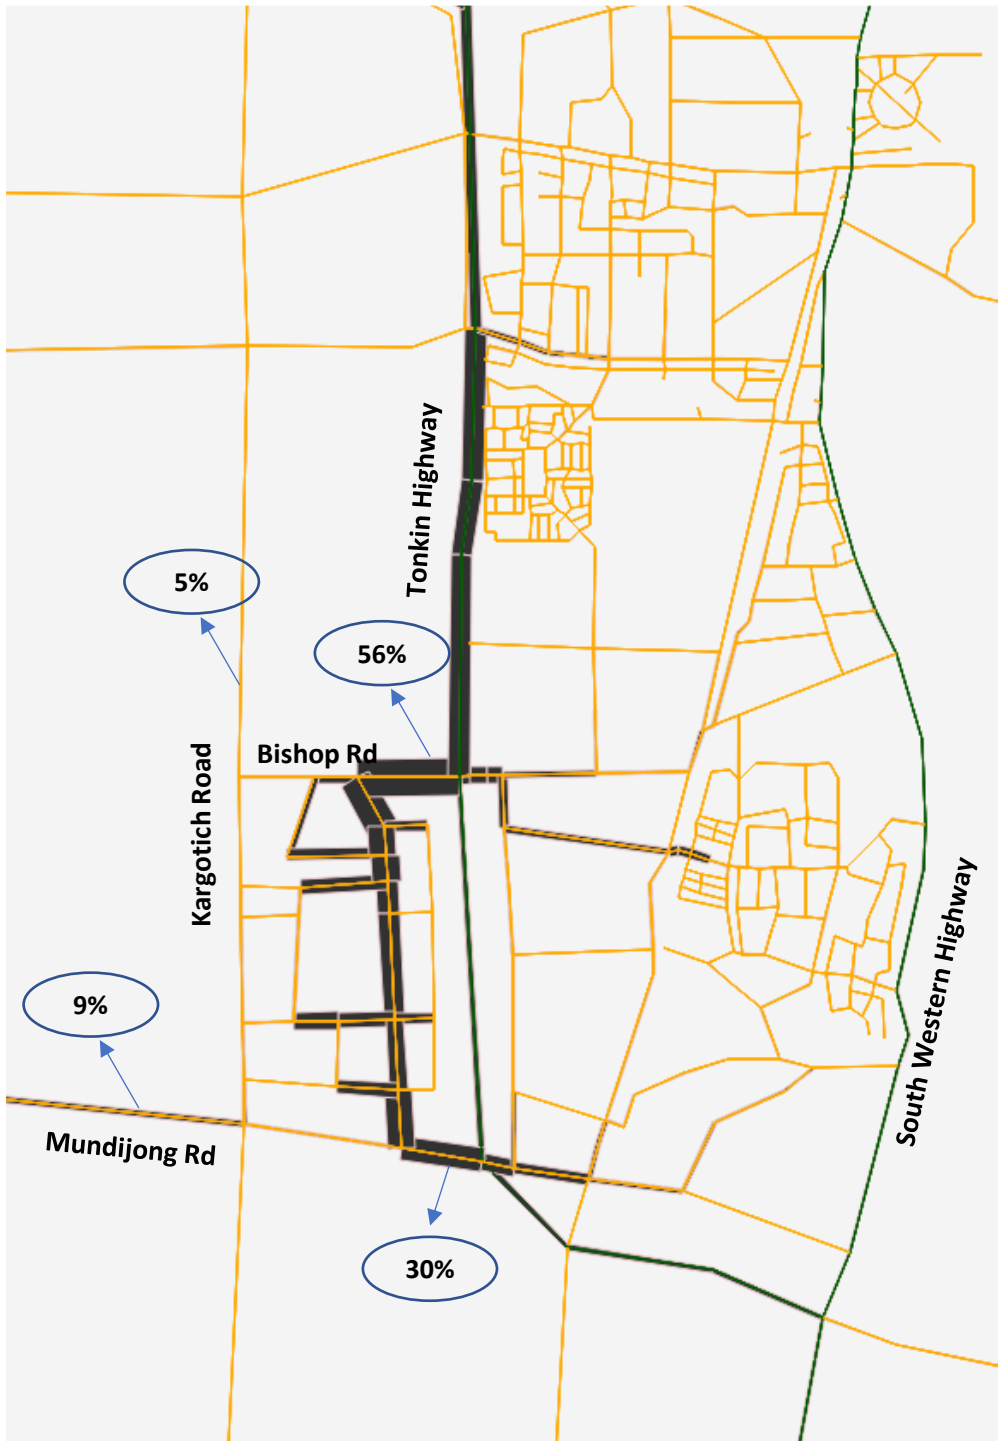 Tonkin Highway
5%
56%
Bishop Rd
Kargotich Road
South Western Highway
9%
Mundijong Rd
30%